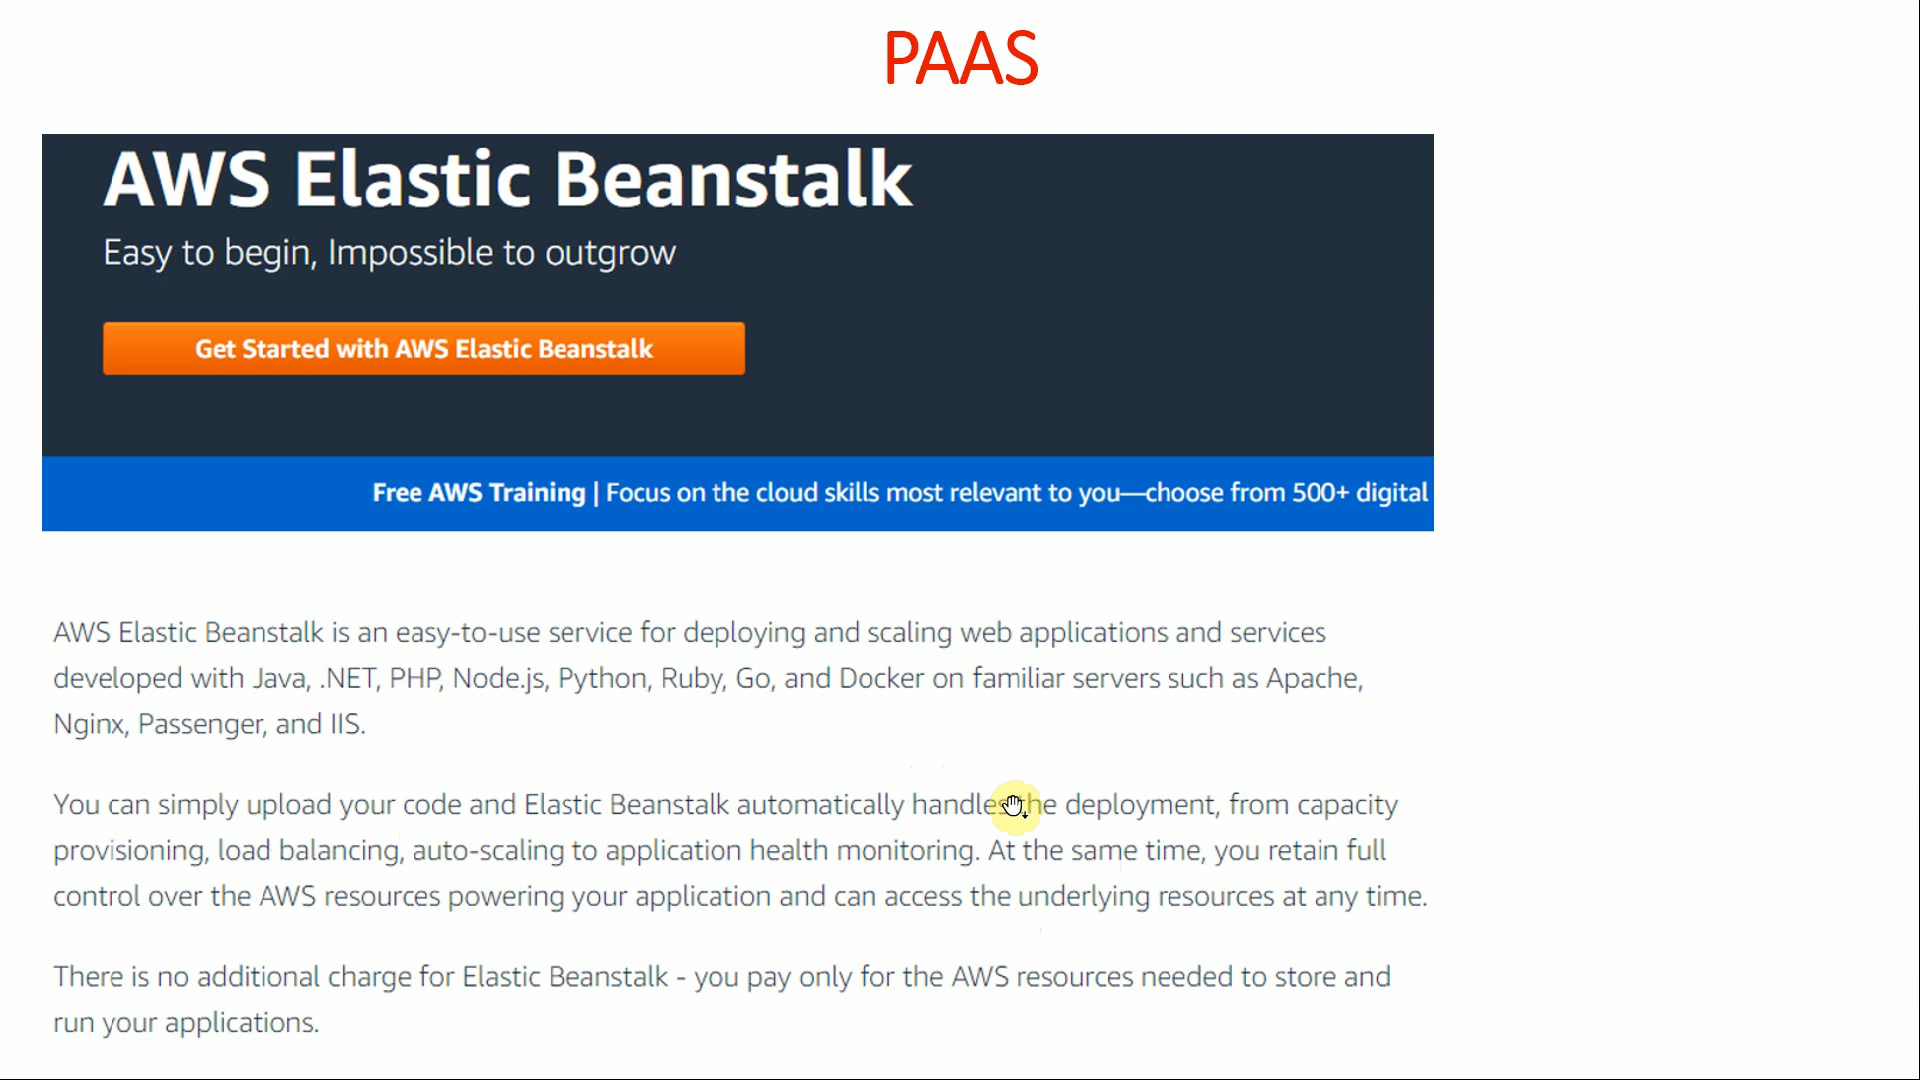 PAAS
AWS Elastic Beanstalk
Easy to begin, Impossible to outgrow
Get Started with AWS Elastic Beanstalk
Free AWS Training | Focus on the cloud skills most relevant to you—choose from 500+ digital
AWS Elastic Beanstalk is an easy-to-use service for deploying and scaling web applications and services
developed with Java, .NET, PHP, Node.js, Python, Ruby, Go, and Docker on familiar servers such as Apache,
Nginx, Passenger, and IIS.
You can simply upload your code and Elastic Beanstalk automatically handles the deployment, from capacity
provisioning, load balancing, auto-scaling to application health monitoring. At the same time, you retain full
control over the AWS resources powering your application and can access the underlying resources at any time.
There is no additional charge for Elastic Beanstalk - you pay only for the AWS resources needed to store and
run your applications.